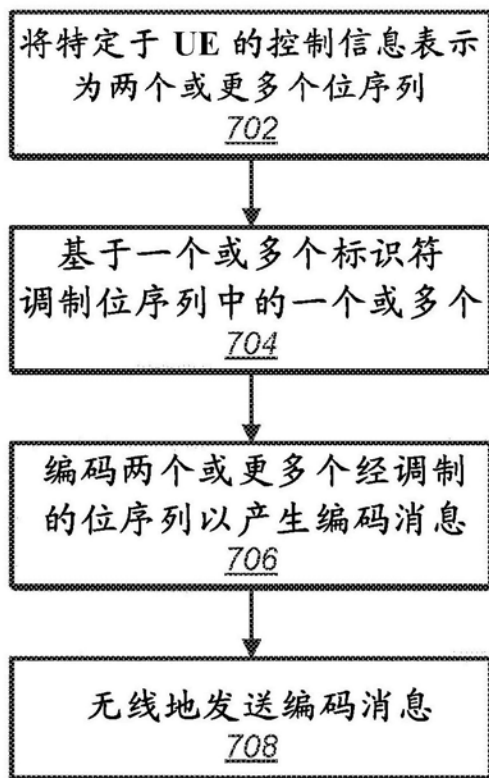 将特定于 UE 的控制信息表示
为两个或更多个位序列
702
基于一个或多个标识符
调制位序列中的一个或多个
704
编码两个或更多个经调制
的位序列以产生编码消息
706
无线地发送编码消息
708